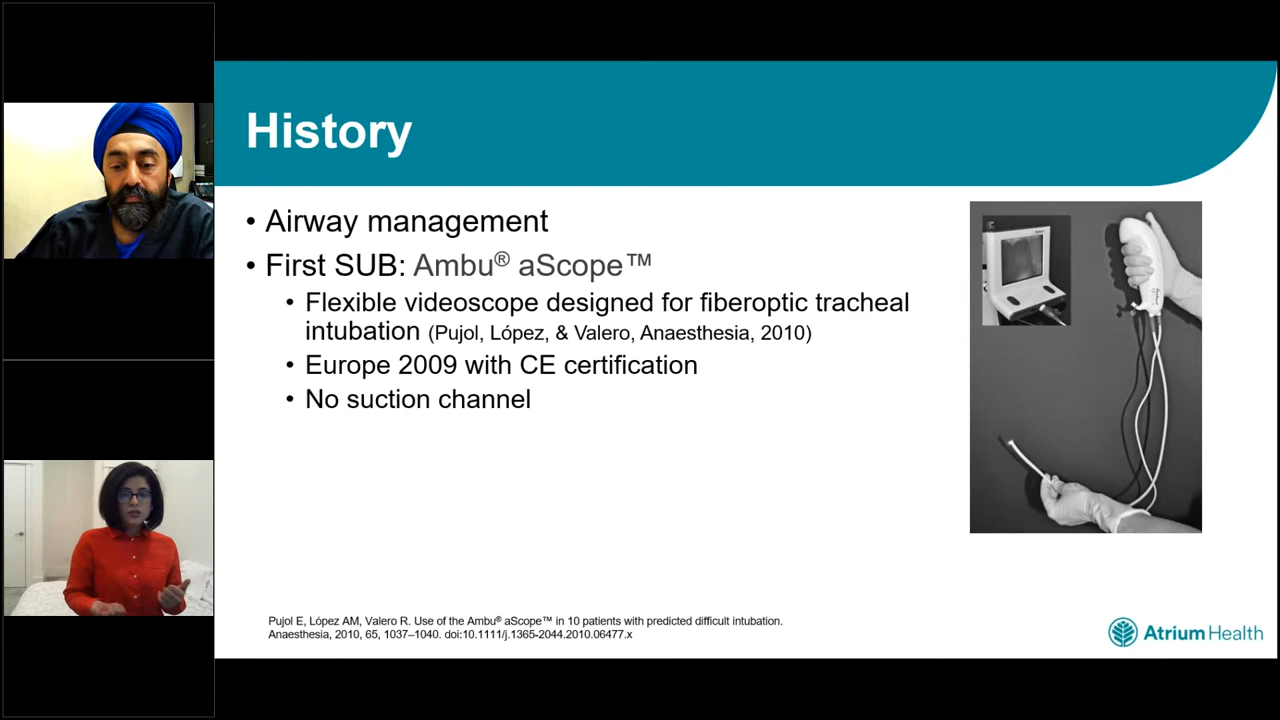 History
• Airway management
• First SUB: Ambu® aScope™
• Flexible videoscope designed for fiberoptic tracheal
intubation (Pujol, López, & Valero, Anaesthesia, 2010)
• Europe 2009 with CE certification
• No suction channel
Pujol E, López AM, Valero R. Use of the Ambu® aScope™ in 10 patients with predicted difficult intubation.
Anaesthesia, 2010, 65, 1037–1040. doi:10.1111/j.1365-2044.2010.06477.x
Atrium Health